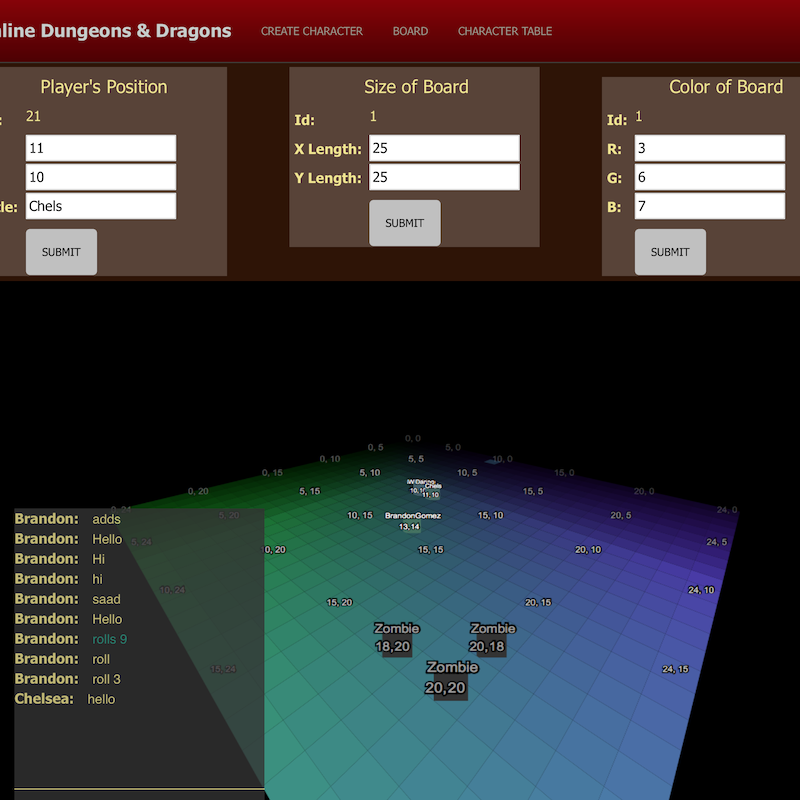 line Dungeons & Dragons CREATE CHARACTER BOARD CHARACTER TABLE
Player's Position
: 21
11
10
le: Chels
SUBMIT
Size of Board
Id: 1
X Length: 25
Y Length: 25
SUBMIT
Color of Board
Id: 1
R: 3
G: 6
B: 7
SUBMIT
0, 0
0, 5 5, 0
0, 10 5, 5 10, 0
0, 15 5, 10 10, 5 15, 0
Chels
0, 20 5, 15 11, 10 15, 5 20, 0
0, 24 24, 0
5, 20 10, 15 BrandonGomez 15, 10 20, 5
13, 14
5, 24 0, 20 15, 15 20, 10 24, 5
10, 24 15, 20 20, 15 24, 10
Zombie Zombie
18,20 20,18
Zombie
15, 24 24, 15
20,20
Brandon: adds
Brandon: Hello
Brandon: Hi
Brandon: hi
Brandon: saad
Brandon: Hello
Brandon: rolls 9
Brandon: roll
Brandon: roll 3
Chelsea: hello